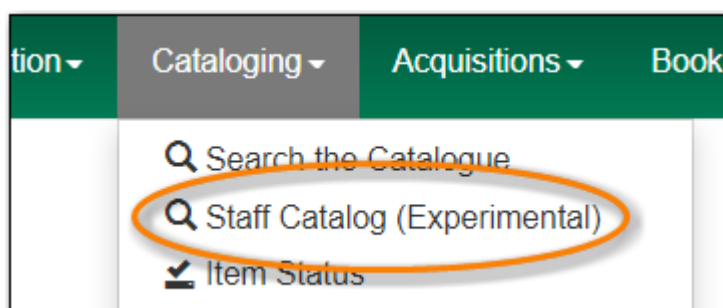 tion Cataloging Acquisitions Book
Search the Catalogue
Staff Catalog (Experimental)
Item Status